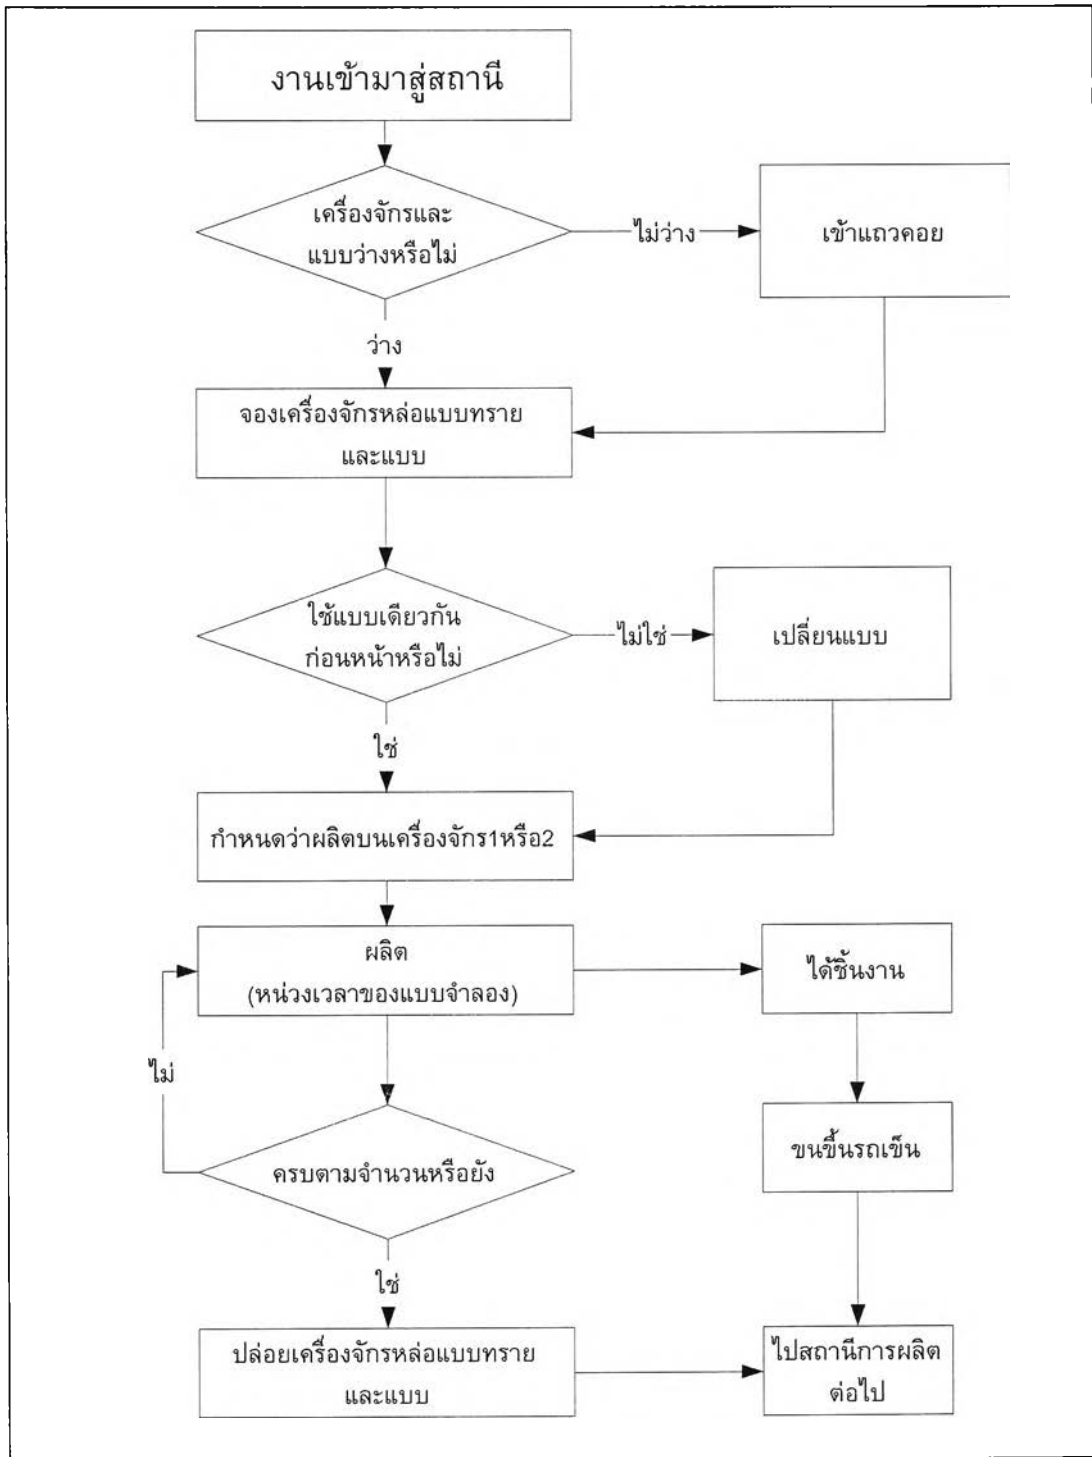 งานเข้ามาสู่สถานี
เครื่องจักรและ
แบบว่างหรือไม่
ไม่ว่าง
เข้าแถวคอย
ว่าง
จองเครื่องจักรหล่อแบบทราย
และแบบ
ใช้แบบเดียวกัน
ก่อนหน้าหรือไม่
ไม่ใช่
เปลี่ยนแบบ
ใช่
กำหนดว่าผลิตบนเครื่องจักร1หรือ2
ผลิต
(หน่วงเวลาของแบบจำลอง)
ได้ชิ้นงาน
ไม่
ขนขึ้นรถเข็น
ครบตามจำนวนหรือยัง
ใช่
ปล่อยเครื่องจักรหล่อแบบทราย
และแบบ
ไปสถานีการผลิต
ต่อไป